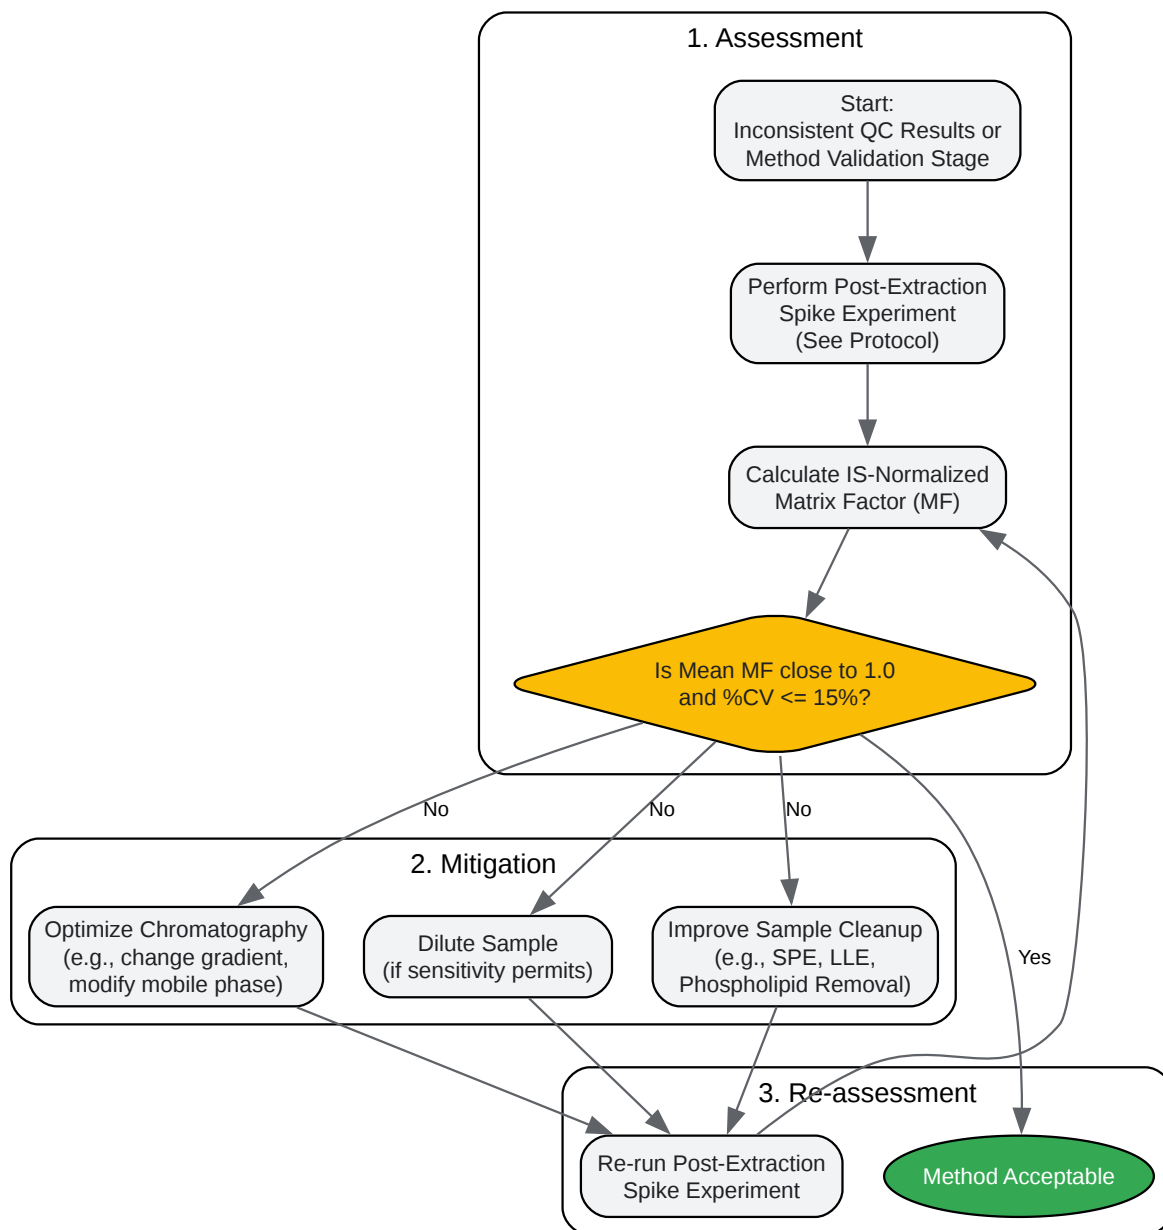 1. Assessment
Start:
Inconsistent QC Results or
Method Validation Stage
Perform Post-Extraction
Spike Experiment
(See Protocol)
Calculate IS-Normalized
Matrix Factor (MF)
Is Mean MF close to 1.0
and %CV <= 15%?
No
No
No
Yes
2. Mitigation
Optimize Chromatography
(e.g., change gradient,
modify mobile phase)
Dilute Sample
(if sensitivity permits)
Improve Sample Cleanup
(e.g., SPE, LLE,
Phospholipid Removal)
3. Re-assessment
Re-run Post-Extraction
Spike Experiment
Method Acceptable